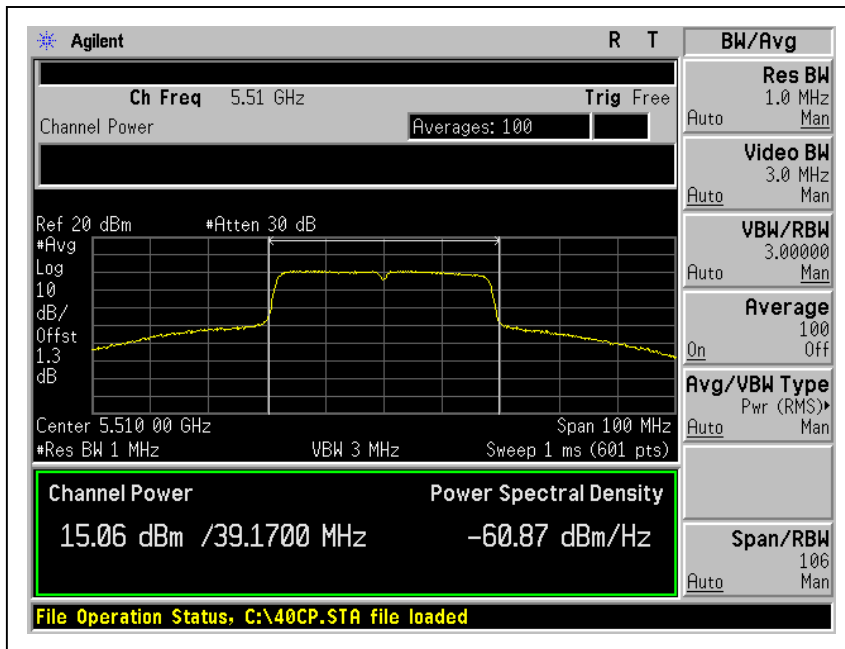 Agilent R T
Ch Freq 5.51 GHz Trig Free
Channel Power Averages: 100
Ref 20 dBm #Atten 30 dB
#Avg
Log
10
dB/
Offst
1.3
dB
Center 5.510 00 GHz Span 100 MHz
#Res BW 1 MHz VBW 3 MHz Sweep 1 ms (601 pts)
Channel Power Power Spectral Density
15.06 dBm /39.1700 MHz -60.87 dBm/Hz
File Operation Status, C:\40CP.STA file loaded
BW/Avg
Res BW
1.0 MHz
Auto Man
Video BW
3.0 MHz
Auto Man
VBW/RBW
3.00000
Auto Man
Average
100
On Off
Avg/VBW Type
Pwr (RMS)▸
Auto Man
Span/RBW
106
Auto Man